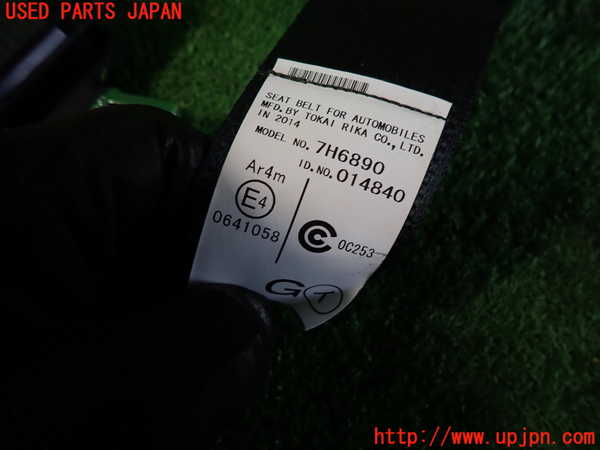 USED PARTS JAPAN
SEAT BELT FOR AUTOMOBILES
MFD. BY TOKAI RIKA CO., LTD.
IN 2014
MODEL NO. 7H6890
ID.NO. 014840
Ar4m
E4
0641058
0C253
G T
http://www.upjpn.com